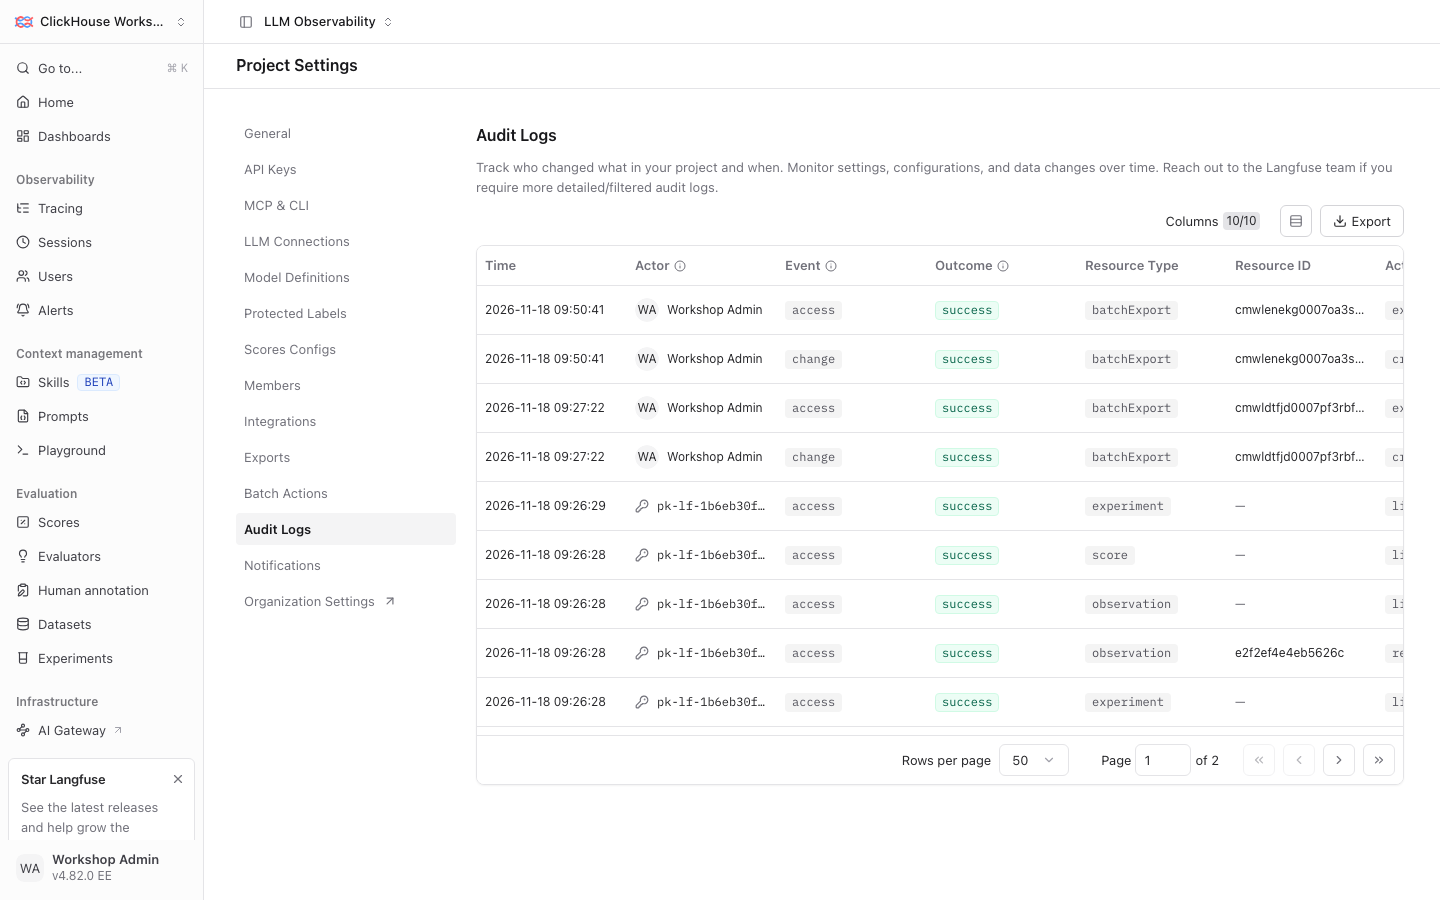 ClickHouse Works...
LLM Observability
Project Settings
Go to...
⌘ K
Home
Dashboards
Observability
Tracing
Sessions
Users
Alerts
Context management
Skills BETA
Prompts
Playground
Evaluation
Scores
Evaluators
Human annotation
Datasets
Experiments
Infrastructure
AI Gateway
Star Langfuse
See the latest releases
and help grow the
WA
Workshop Admin
v4.82.0 EE
General
API Keys
MCP & CLI
LLM Connections
Model Definitions
Protected Labels
Scores Configs
Members
Integrations
Exports
Batch Actions
Audit Logs
Notifications
Organization Settings
Audit Logs
Track who changed what in your project and when. Monitor settings, configurations, and data changes over time. Reach out to the Langfuse team if you
require more detailed/filtered audit logs.
Columns 10/10
Export
Time Actor Event Outcome Resource Type Resource ID Act
2026-11-18 09:50:41 WA Workshop Admin access success batchExport cmwlenekg0007oa3s... ex
2026-11-18 09:50:41 WA Workshop Admin change success batchExport cmwlenekg0007oa3s... cr
2026-11-18 09:27:22 WA Workshop Admin access success batchExport cmwldtfjd0007pf3rbf... ex
2026-11-18 09:27:22 WA Workshop Admin change success batchExport cmwldtfjd0007pf3rbf... cr
2026-11-18 09:26:29 pk-lf-1b6eb30f… access success experiment — li
2026-11-18 09:26:28 pk-lf-1b6eb30f… access success score — li
2026-11-18 09:26:28 pk-lf-1b6eb30f… access success observation — li
2026-11-18 09:26:28 pk-lf-1b6eb30f… access success observation e2f2ef4e4eb5626c re
2026-11-18 09:26:28 pk-lf-1b6eb30f… access success experiment — li
Rows per page 50 Page 1 of 2